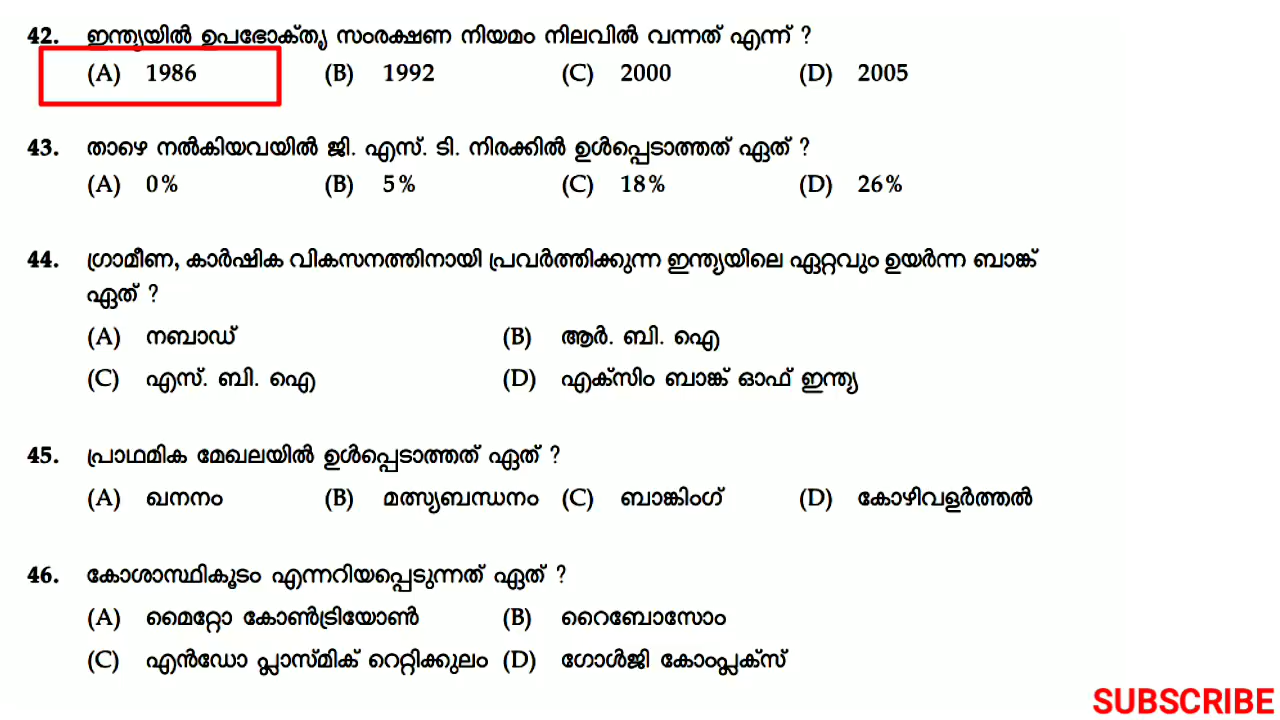 42. ഇന്ത്യയിൽ ഉപഭോക്തൃ സംരക്ഷണ നിയമം നിലവിൽ വന്നത് എന്ന് ?
(A) 1986 (B) 1992 (C) 2000 (D) 2005
43. താഴെ നൽകിയവയിൽ ജി. എസ്. ടി. നിരക്കിൽ ഉൾപ്പെടാത്തത് ഏത് ?
(A) 0% (B) 5% (C) 18% (D) 26%
44. ഗ്രാമീണ, കാർഷിക വികസനത്തിനായി പ്രവർത്തിക്കുന്ന ഇന്ത്യയിലെ ഏറ്റവും ഉയർന്ന ബാങ്ക്
ഏത് ?
(A) നബാഡ് (B) ആർ. ബി. ഐ
(C) എസ്. ബി. ഐ (D) എക്സിം ബാങ്ക് ഓഫ് ഇന്ത്യ
45. പ്രാഥമിക മേഖലയിൽ ഉൾപ്പെടാത്തത് ഏത് ?
(A) ഖനനം (B) മത്സ്യബന്ധനം (C) ബാങ്കിംഗ് (D) കോഴിവളർത്തൽ
46. കോശാസ്ഥികൂടം എന്നറിയപ്പെടുന്നത് ഏത് ?
(A) മൈറ്റോ കോൺട്രിയോൺ (B) റൈബോസോം
(C) എൻഡോ പ്ലാസ്മിക് റെറ്റിക്കുലം (D) ഗോൾജി കോംപ്ലക്സ്
SUBSCRIBE